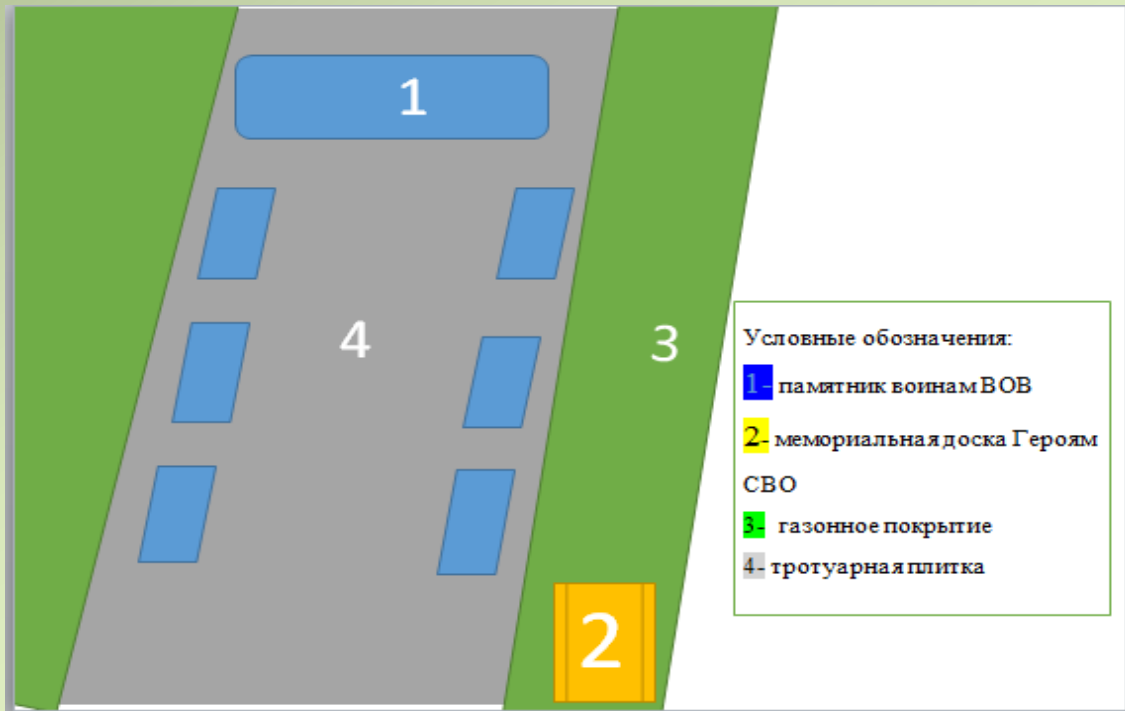 1
4
3
2
Условные обозначения:
1- памятник воинам ВОВ
2- мемориальная доска Героям
СВО
3- газонное покрытие
4- тротуарная плитка